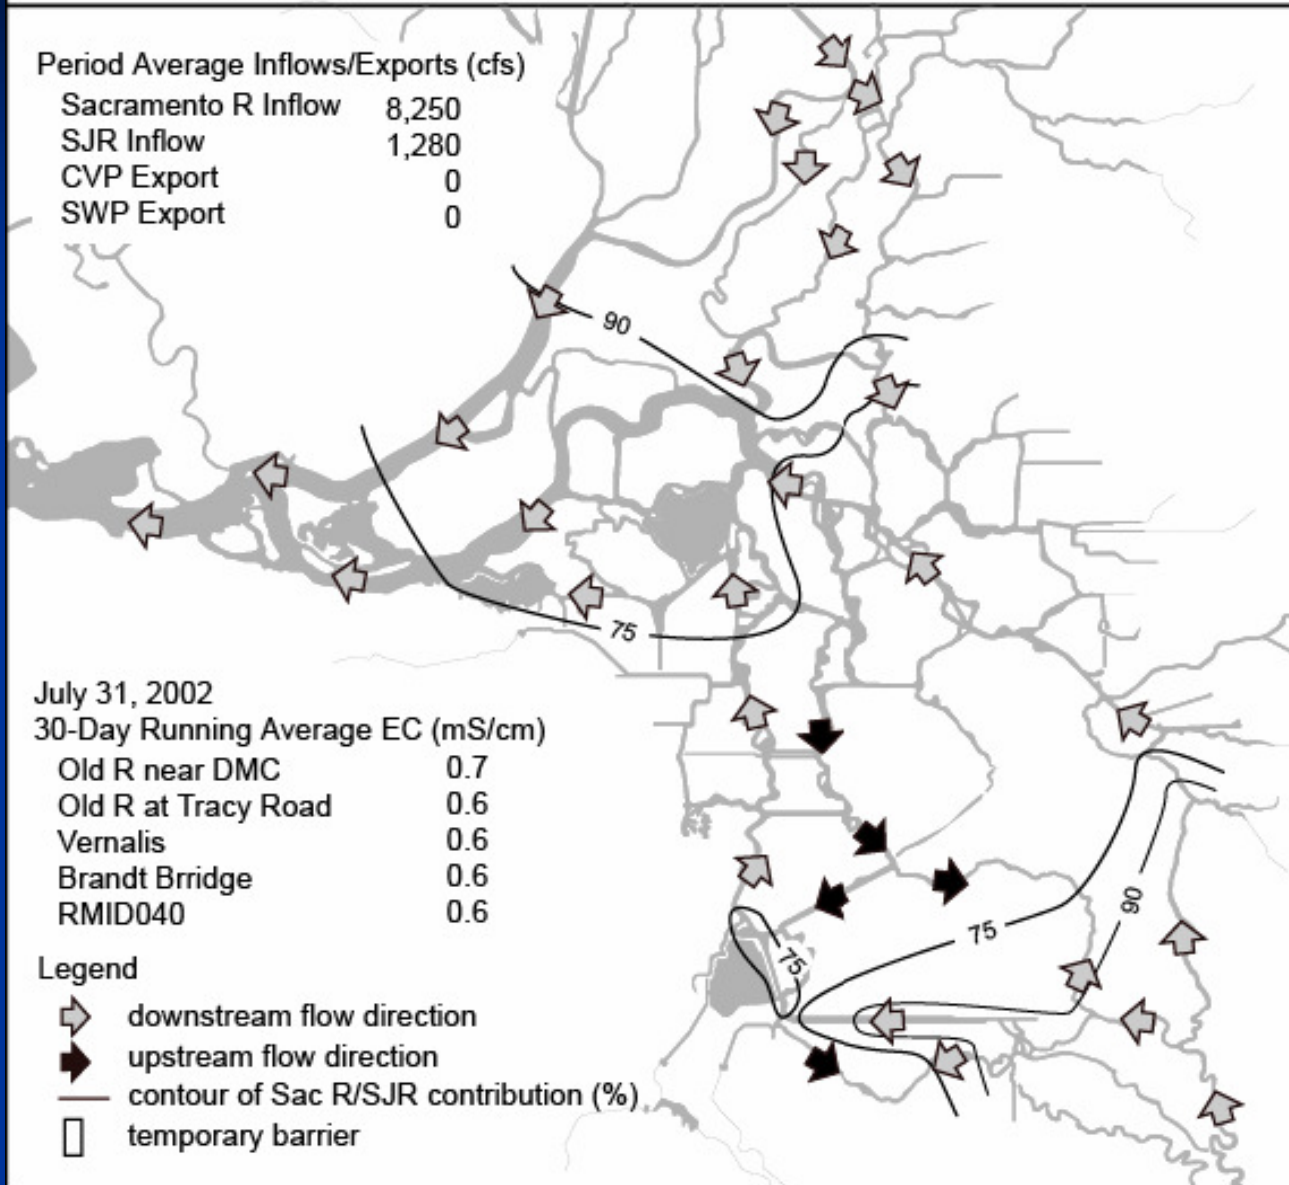 Period Average Inflows/Exports (cfs)
Sacramento R Inflow 8,250
SJR Inflow 1,280
CVP Export 0
SWP Export 0
90
75
July 31, 2002
30-Day Running Average EC (mS/cm)
Old R near DMC 0.7
Old R at Tracy Road 0.6
Vernalis 0.6
Brandt Brridge 0.6
RMID040 0.6
90
75
75
Legend
downstream flow direction
upstream flow direction
contour of Sac R/SJR contribution (%)
temporary barrier